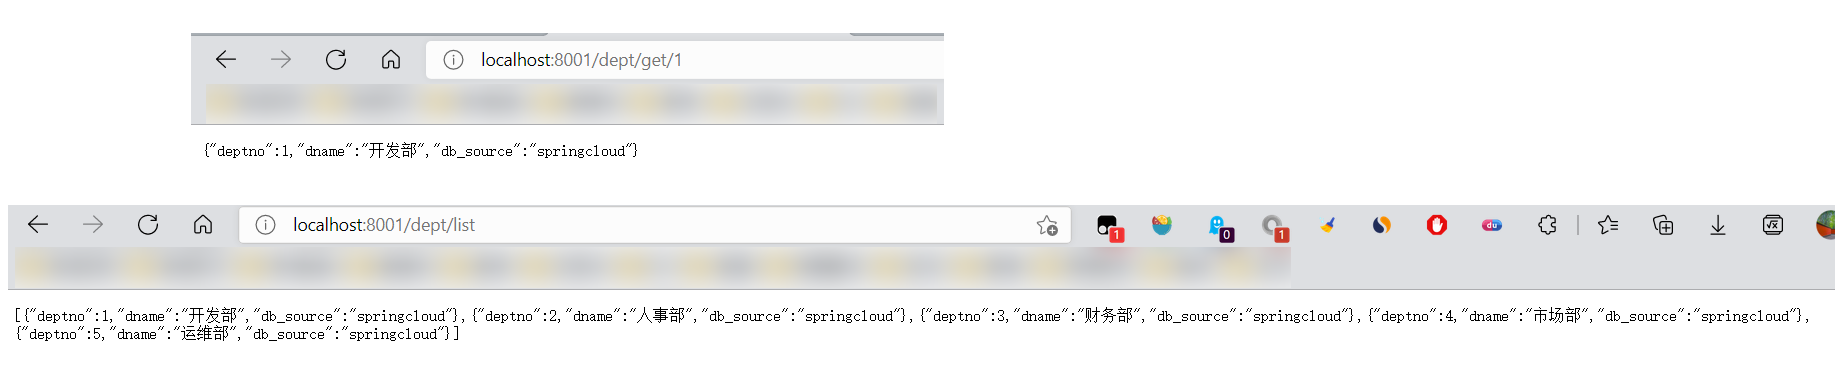 localhost:8001/dept/get/1
{"deptno":1,"dname":"开发部","db_source":"springcloud"}
localhost:8001/dept/list
1
0
1
du
[{"deptno":1,"dname":"开发部","db_source":"springcloud"},{"deptno":2,"dname":"人事部","db_source":"springcloud"},{"deptno":3,"dname":"财务部","db_source":"springcloud"},{"deptno":4,"dname":"市场部","db_source":"springcloud"},
{"deptno":5,"dname":"运维部","db_source":"springcloud"}]